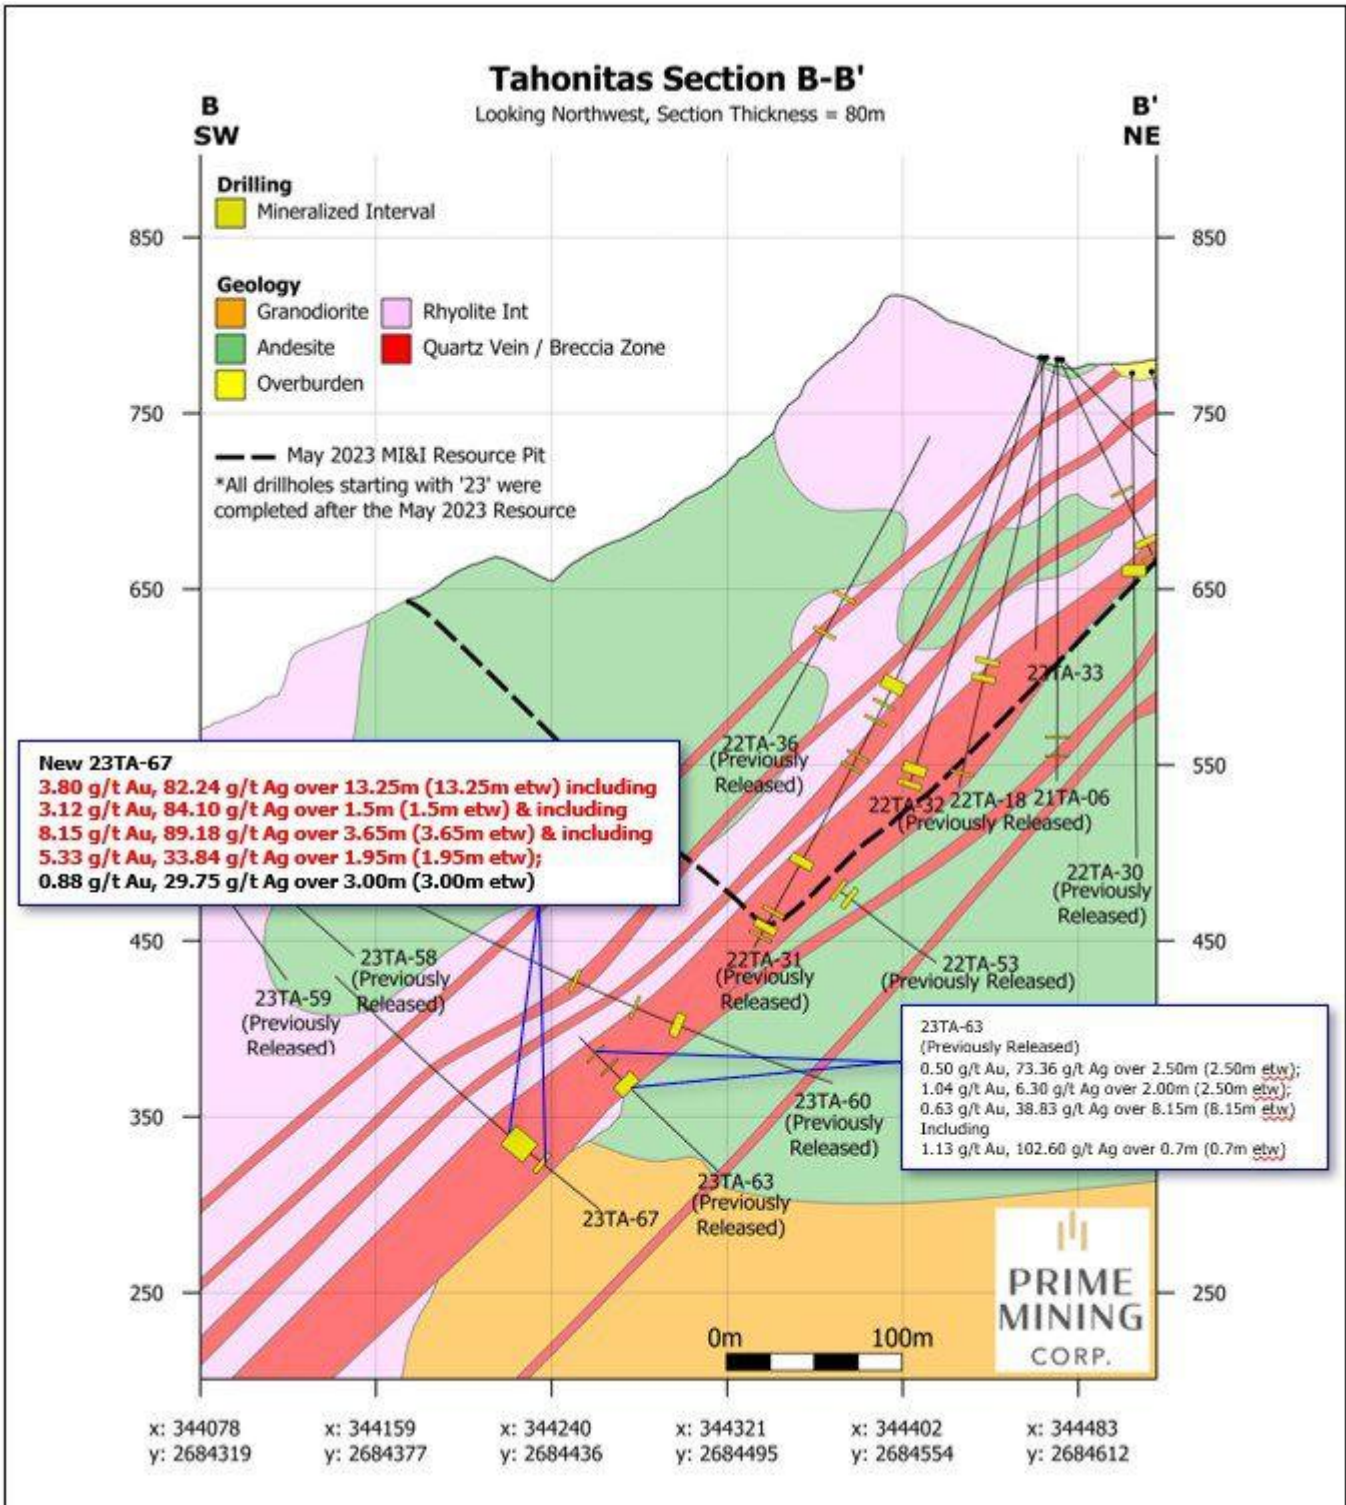 Tahonitas Section B-B'
Looking Northwest, Section Thickness = 80m
B
SW
B'
NE
Drilling
Mineralized Interval
Geology
Granodiorite
Rhyolite Int
Andesite
Quartz Vein / Breccia Zone
Overburden
May 2023 MI&I Resource Pit
*All drillholes starting with '23' were
completed after the May 2023 Resource
850
850
750
750
650
650
550
450
450
350
350
250
250
23TA-33
22TA-36
(Previously
Released)
22TA-32
22TA-18
21TA-06
(Previously Released)
22TA-30
(Previously
Released)
New 23TA-67
3.80 g/t Au, 82.24 g/t Ag over 13.25m (13.25m etw) including
3.12 g/t Au, 84.10 g/t Ag over 1.5m (1.5m etw) & including
8.15 g/t Au, 89.18 g/t Ag over 3.65m (3.65m etw) & including
5.33 g/t Au, 33.84 g/t Ag over 1.95m (1.95m etw);
0.88 g/t Au, 29.75 g/t Ag over 3.00m (3.00m etw)
23TA-58
(Previously
Released)
23TA-59
(Previously
Released)
22TA-31
(Previously
Released)
22TA-53
(Previously Released)
23TA-63
(Previously Released)
0.50 g/t Au, 73.36 g/t Ag over 2.50m (2.50m etw);
1.04 g/t Au, 6.30 g/t Ag over 2.00m (2.50m etw);
0.63 g/t Au, 38.83 g/t Ag over 8.15m (8.15m etw)
Including
1.13 g/t Au, 102.60 g/t Ag over 0.7m (0.7m etw)
23TA-60
(Previously
Released)
23TA-63
(Previously
Released)
23TA-67
PRIME
MINING
CORP.
0m
100m
x: 344078
y: 2684319
x: 344159
y: 2684377
x: 344240
y: 2684436
x: 344321
y: 2684495
x: 344402
y: 2684554
x: 344483
y: 2684612